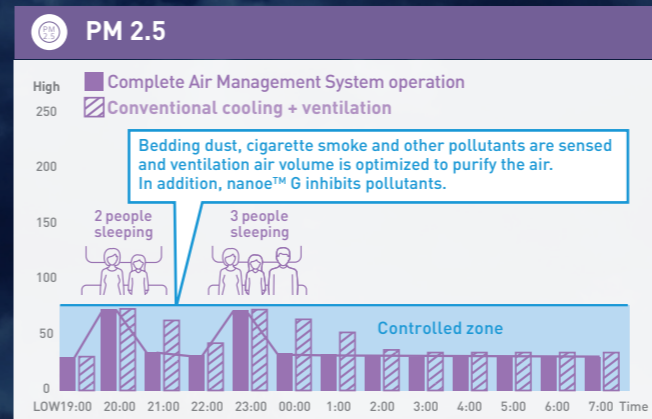 PM
2.5
PM 2.5
High
Complete Air Management System operation
Conventional cooling + ventilation
250
200
150
100
50
0
Bedding dust, cigarette smoke and other pollutants are sensed
and ventilation air volume is optimized to purify the air.
In addition, nanoe™ G inhibits pollutants.
2 people
sleeping
3 people
sleeping
Controlled zone
LOW 19:00 20:00 21:00 22:00 23:00 00:00 1:00 2:00 3:00 4:00 5:00 6:00 7:00 Time